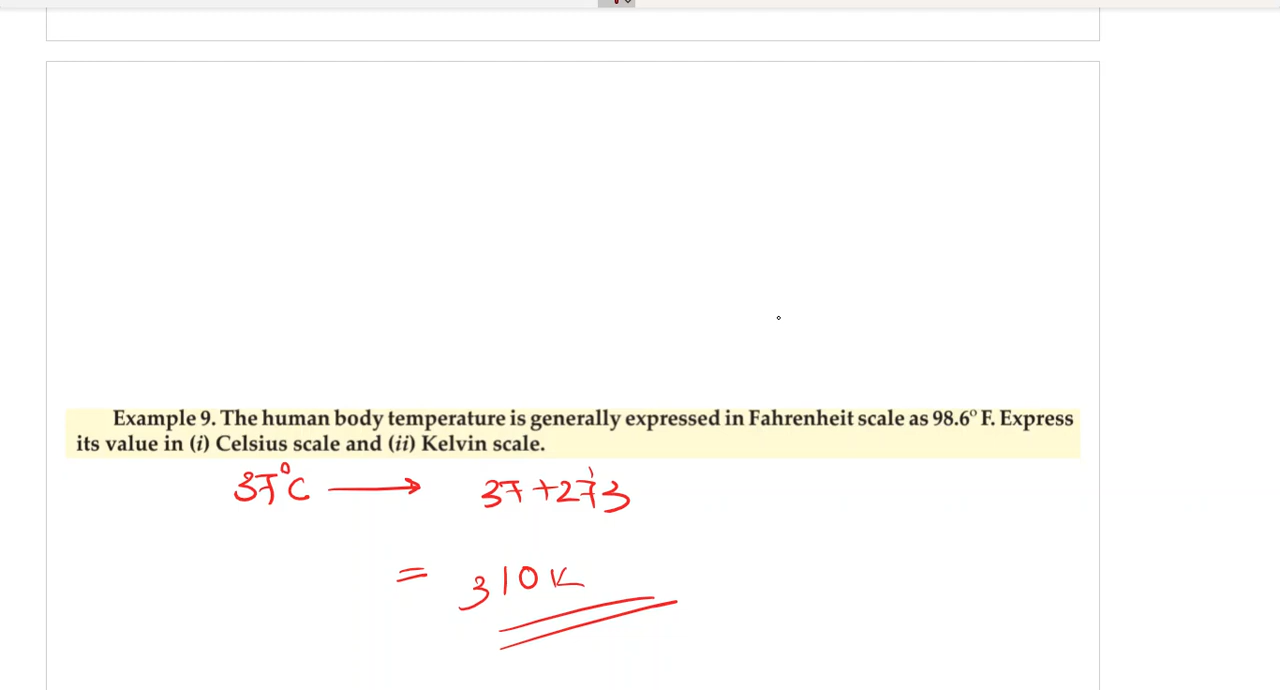 Example 9. The human body temperature is generally expressed in Fahrenheit scale as 98.6º F. Express
its value in (i) Celsius scale and (ii) Kelvin scale.
37°C → 37+273
= 310K